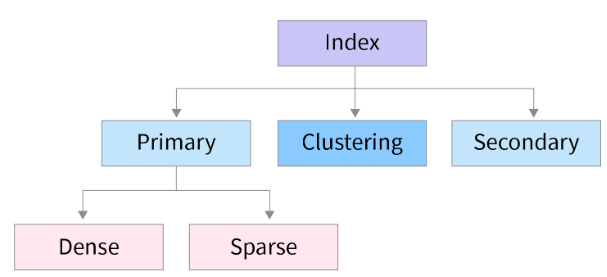 Index
Primary
Clustering
Secondary
Dense
Sparse